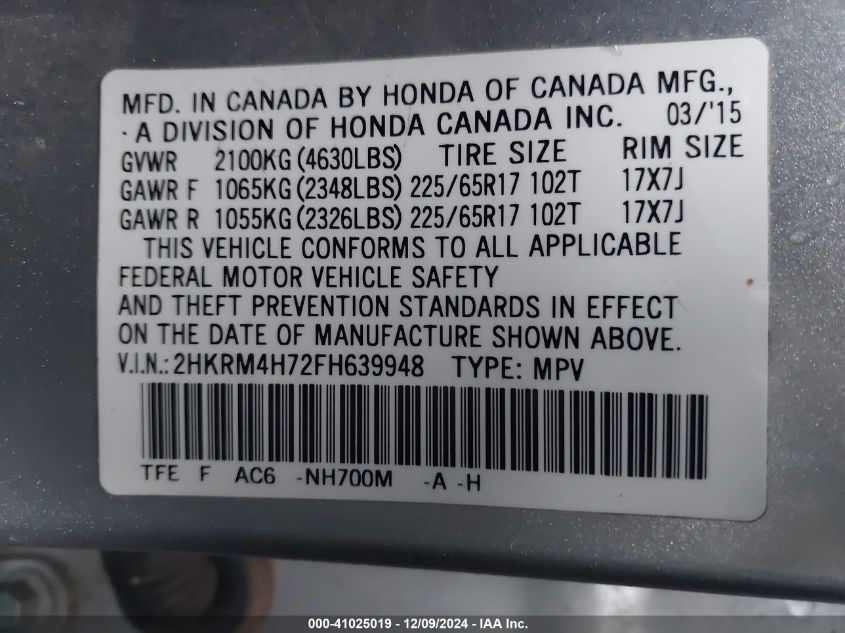 MFD. IN CANADA BY HONDA OF CANADA MFG.,
· A DIVISION OF HONDA CANADA INC. 03/'15
GVWR 2100KG (4630LBS) TIRE SIZE RIM SIZE
GAWR F 1065KG (2348LBS) 225/65R17 102T 17X7J
GAWR R 1055KG (2326LBS) 225/65R17 102T 17X7J
THIS VEHICLE CONFORMS TO ALL APPLICABLE
FEDERAL MOTOR VEHICLE SAFETY
AND THEFT PREVENTION STANDARDS IN EFFECT
ON THE DATE OF MANUFACTURE SHOWN ABOVE.
V.I.N.: 2HKRM4H72FH639948 TYPE: MPV
TFE F AC6 -NH700M -A -H
000-41025019 - 12/09/2024 - IAA Inc.